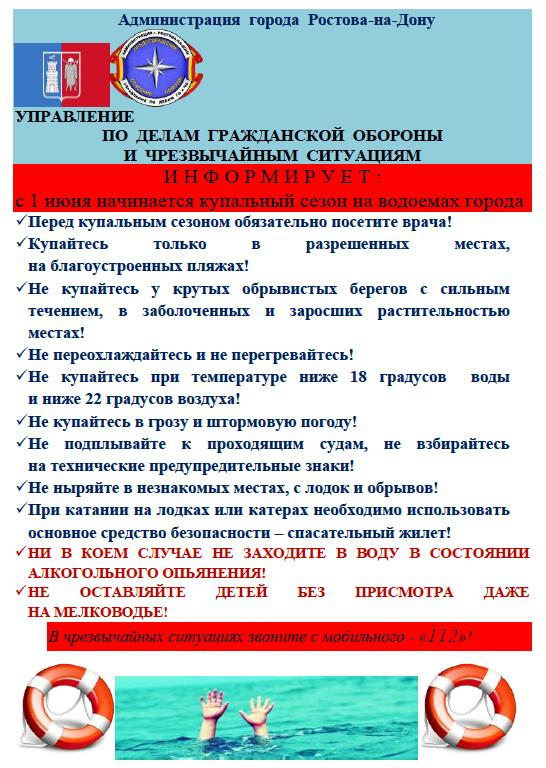 Администрация города Ростова-на-Дону
УПРАВЛЕНИЕ
ПО ДЕЛАМ ГРАЖДАНСКОЙ ОБОРОНЫ
И ЧРЕЗВЫЧАЙНЫМ СИТУАЦИЯМ
И Н Ф О Р М И Р У Е Т :
с 1 июня начинается купальный сезон на водоемах города
✓Перед купальным сезоном обязательно посетите врача!
✓Купайтесь только в разрешенных местах,
на благоустроенных пляжах!
✓Не купайтесь у крутых обрывистых берегов с сильным
течением, в заболоченных и заросших растительностью
местах!
✓Не переохлаждайтесь и не перегревайтесь!
✓Не купайтесь при температуре ниже 18 градусов воды
и ниже 22 градусов воздуха!
✓Не купайтесь в грозу и штормовую погоду!
✓Не подплывайте к проходящим судам, не взбирайтесь
на технические предупредительные знаки!
✓Не ныряйте в незнакомых местах, с лодок и обрывов!
✓При катании на лодках или катерах необходимо использовать
основное средство безопасности – спасательный жилет!
✓НИ В КОЕМ СЛУЧАЕ НЕ ЗАХОДИТЕ В ВОДУ В СОСТОЯНИИ
АЛКОГОЛЬНОГО ОПЬЯНЕНИЯ!
✓НЕ ОСТАВЛЯЙТЕ ДЕТЕЙ БЕЗ ПРИСМОТРА ДАЖЕ
НА МЕЛКОВОДЬЕ!
В чрезвычайных ситуациях звоните с мобильного - «112»!